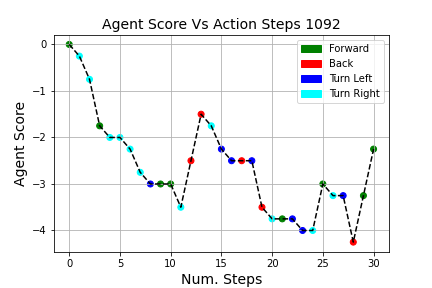 Agent Score Vs Action Steps 1092
Forward
Back
Turn Left
Turn Right
Agent Score
0
−1
−2
−3
−4
0 5 10 15 20 25 30
Num. Steps